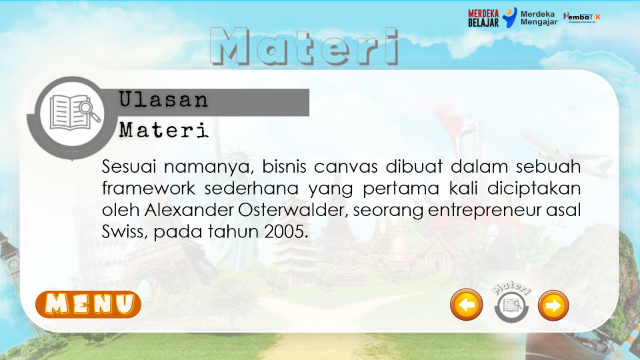 MERDEKA
BELAJAR
Merdeka
Mengajar
Materi
Ulasan
Materi
Sesuai namanya, bisnis canvas dibuat dalam sebuah
framework sederhana yang pertama kali diciptakan
oleh Alexander Osterwalder, seorang entrepreneur asal
Swiss, pada tahun 2005.
MENU
Materi